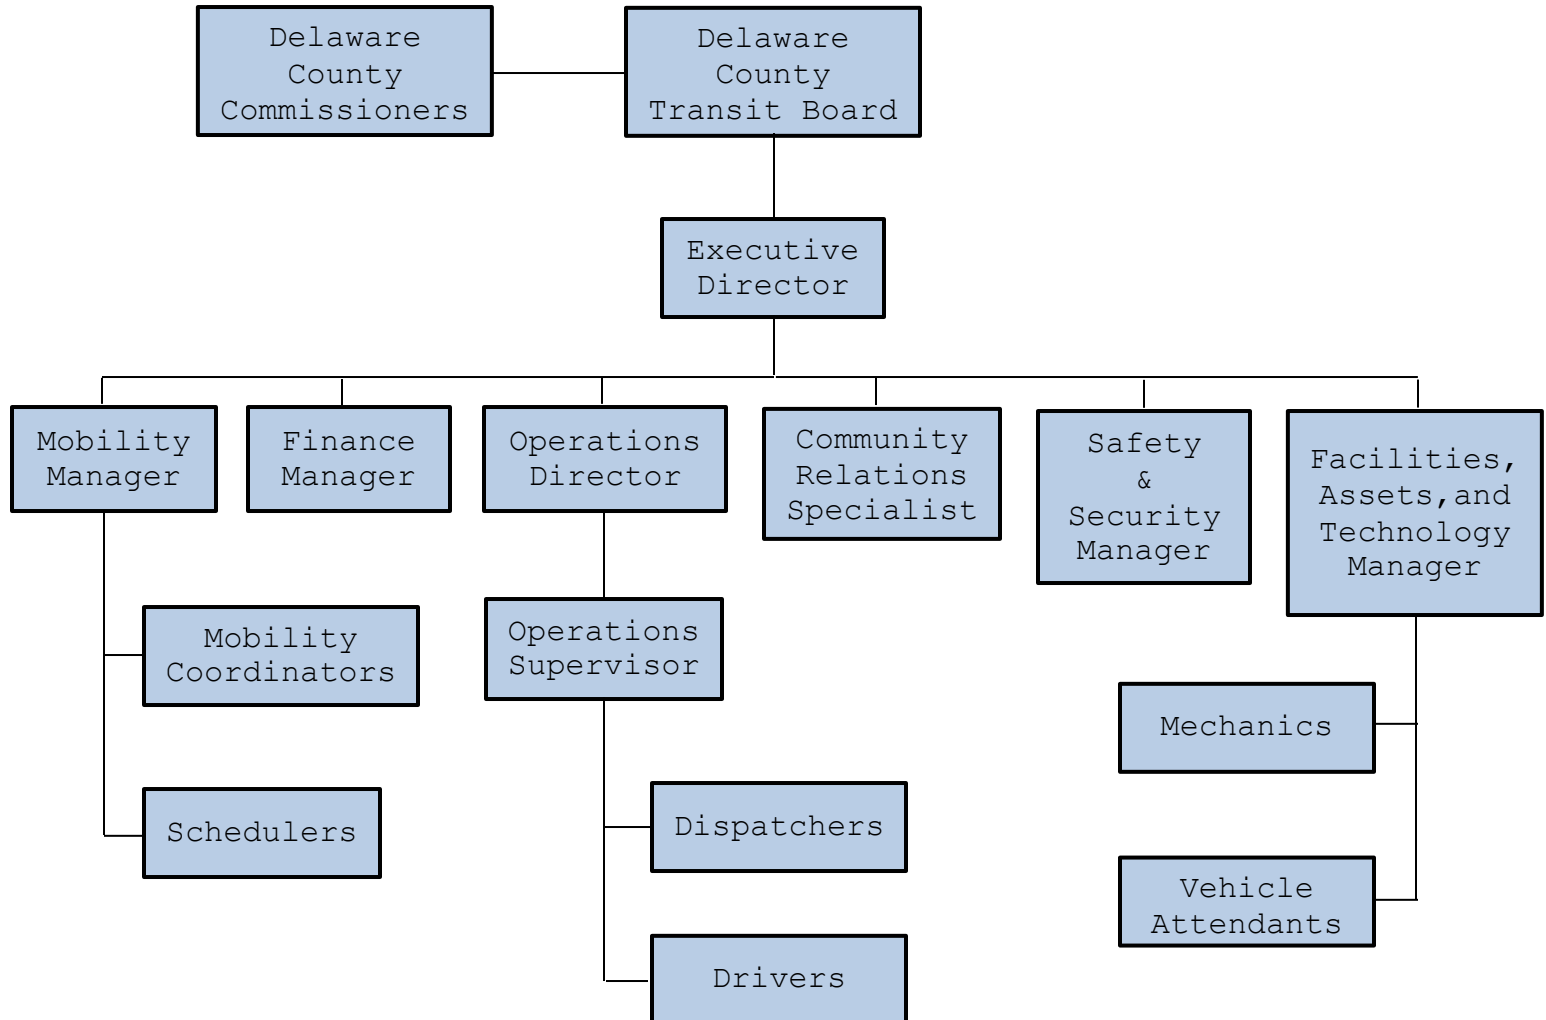 Delaware
County
Commissioners
Delaware
County
Transit Board
Executive
Director
Mobility
Manager
Finance
Manager
Operations
Director
Community
Relations
Specialist
Safety
&
Security
Manager
Facilities,
Assets,and
Technology
Manager
Mobility
Coordinators
Operations
Supervisor
Mechanics
Schedulers
Dispatchers
Vehicle
Attendants
Drivers